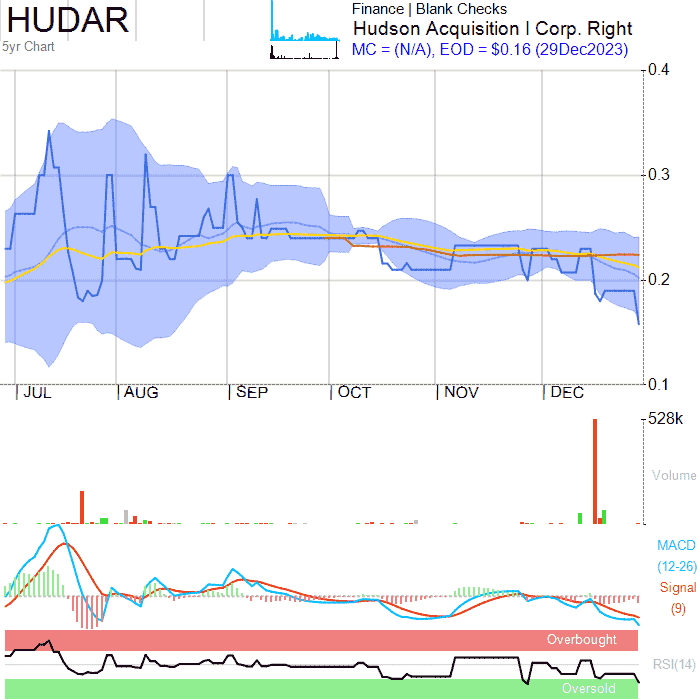 HUDAR
5yr Chart
Finance | Blank Checks
Hudson Acquisition I Corp. Right
MC = (N/A), EOD = $0.16 (29Dec2023)
0.4
0.3
0.2
0.1
JUL
AUG
SEP
OCT
NOV
DEC
528k
Volume
MACD
(12-26)
Signal
(9)
Overbought
RSI(14)
Oversold